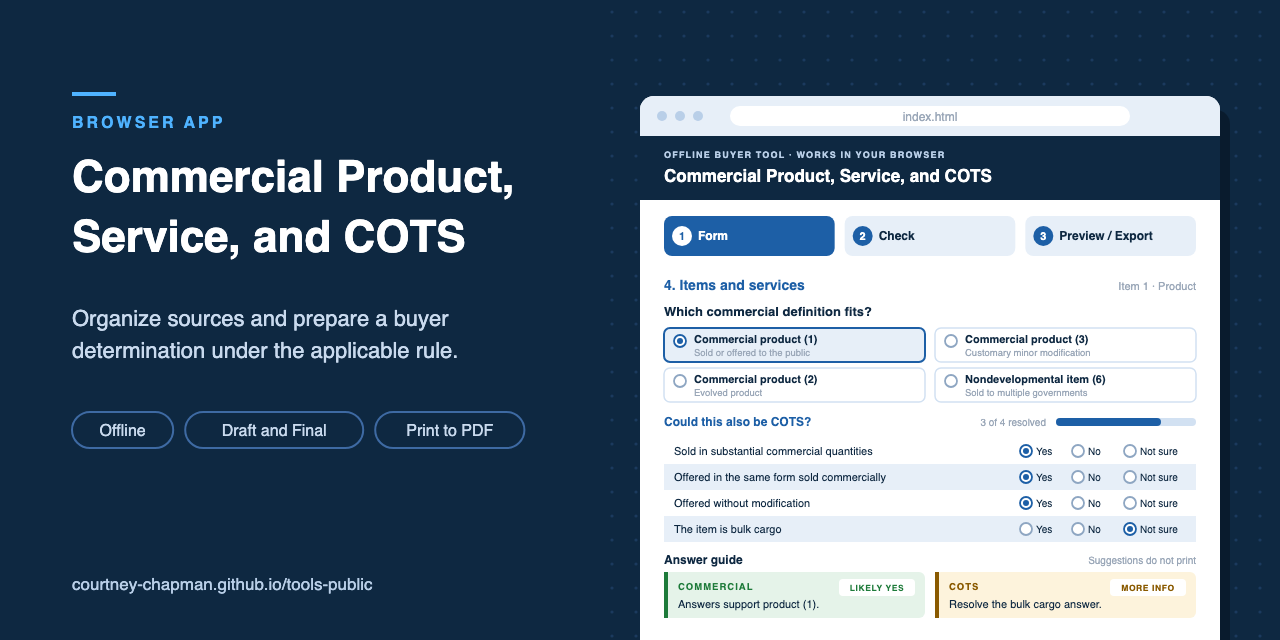 BROWSER APP
Commercial Product,
Service, and COTS
Organize sources and prepare a buyer
determination under the applicable rule.
Offline
Draft and Final
Print to PDF
courtney-chapman.github.io/tools-public
index.html
OFFLINE BUYER TOOL · WORKS IN YOUR BROWSER
Commercial Product, Service, and COTS
1 Form
2 Check
3 Preview / Export
4. Items and services
Item 1 · Product
Which commercial definition fits?
Commercial product (1)
Sold or offered to the public
Commercial product (3)
Customary minor modification
Commercial product (2)
Evolved product
Nondevelopmental item (6)
Sold to multiple governments
Could this also be COTS?
3 of 4 resolved
Sold in substantial commercial quantities Yes No Not sure
Offered in the same form sold commercially Yes No Not sure
Offered without modification Yes No Not sure
The item is bulk cargo Yes No Not sure
Answer guide
Suggestions do not print
COMMERCIAL LIKELY YES
Answers support product (1).
COTS MORE INFO
Resolve the bulk cargo answer.